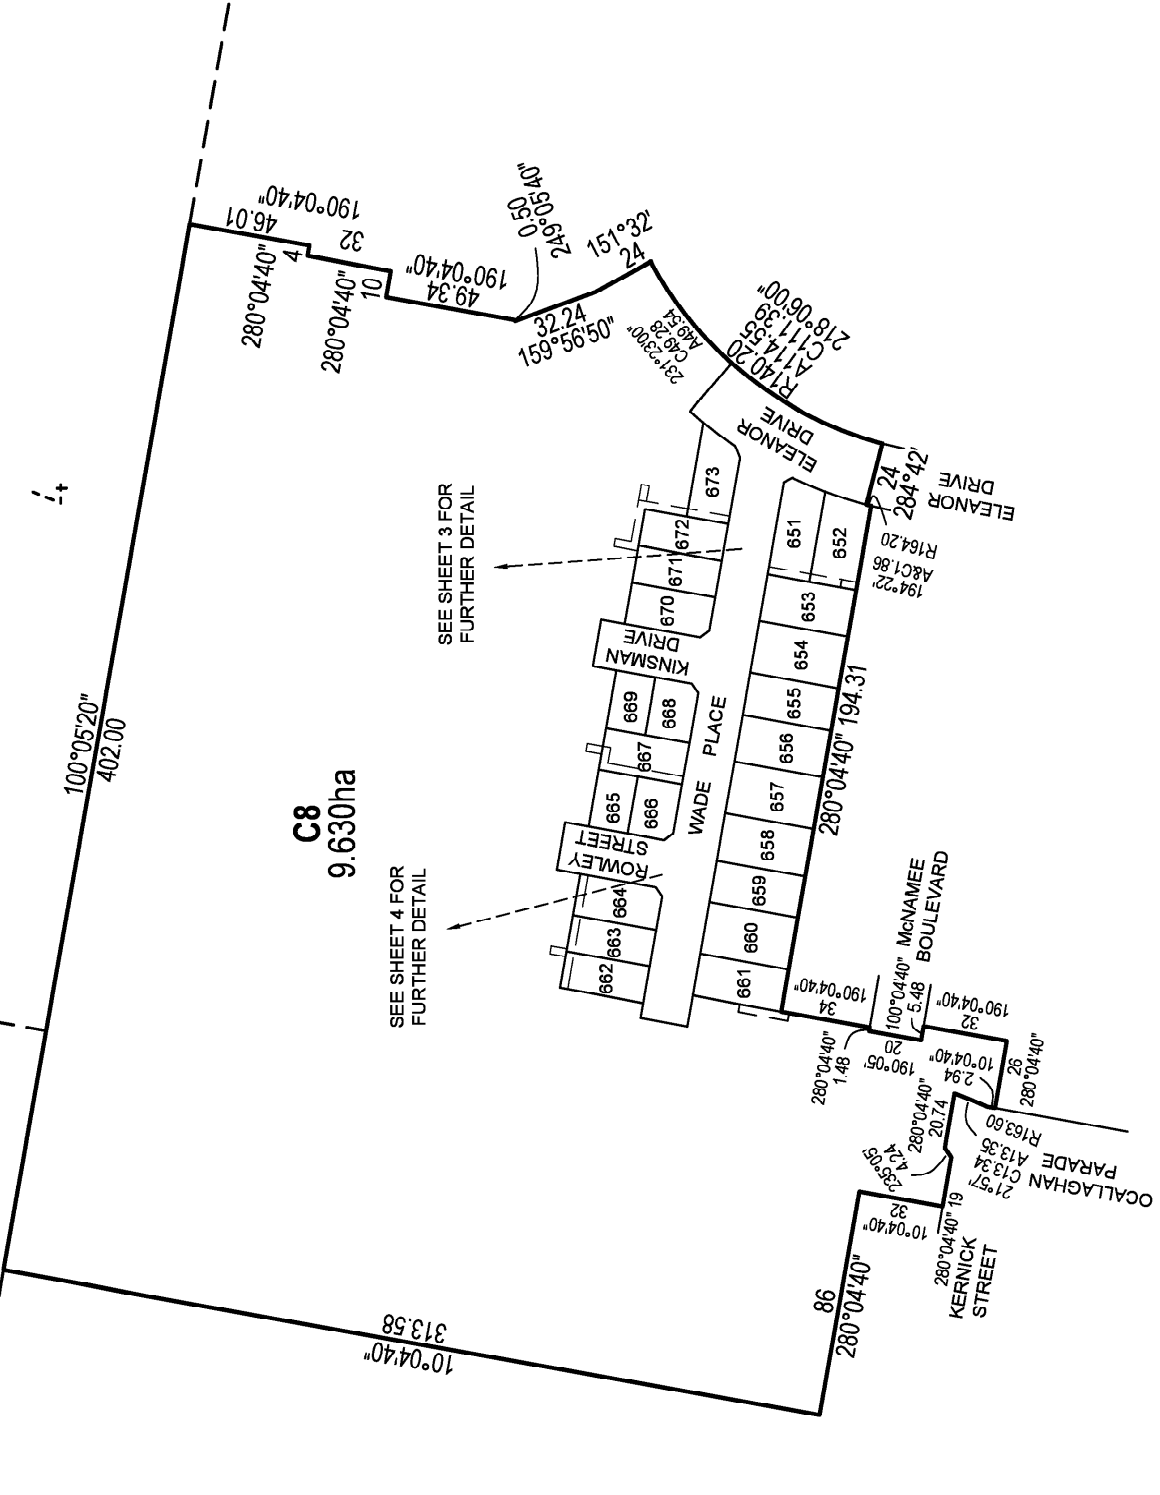 190°04'40"
46.01
280°04'40"
4
32
280°04'40"
10
190°04'40"
49.34
0.50
249°05'40"
151°32'
24
32.24
159°56'50"
231°23'00"
C49.28
A49.54
R140.20
A114.55
C111.39
218°06'00"
ELEANOR
DRIVE
SEE SHEET 3 FOR
FURTHER DETAIL
24
284°42'
ELEANOR
DRIVE
R164.20
A&C1.86
194°22'
673
672
671
670
651
652
653
654
655
656
657
658
659
660
661
KINSMAN
DRIVE
669
668
667
665
666
WADE PLACE
ROWLEY
STREET
664
663
662
100°05'20"
402.00
C8
9.630ha
SEE SHEET 4 FOR
FURTHER DETAIL
280°04'40" 194.31
McNAMEE
BOULEVARD
190°04'40"
34
100°04'40"
5.48
280°04'40"
1.48
20
190°05'
190°04'40"
32
26
280°04'40"
10°04'40"
2.94
280°04'40"
20.74
R163.60
A13.35
C13.34
21°57'
OCALLAGHAN
PARADE
235°05'
4.24
32
10°04'40"
280°04'40" 19
KERNICK
STREET
86
280°04'40"
313.58
10°04'40"